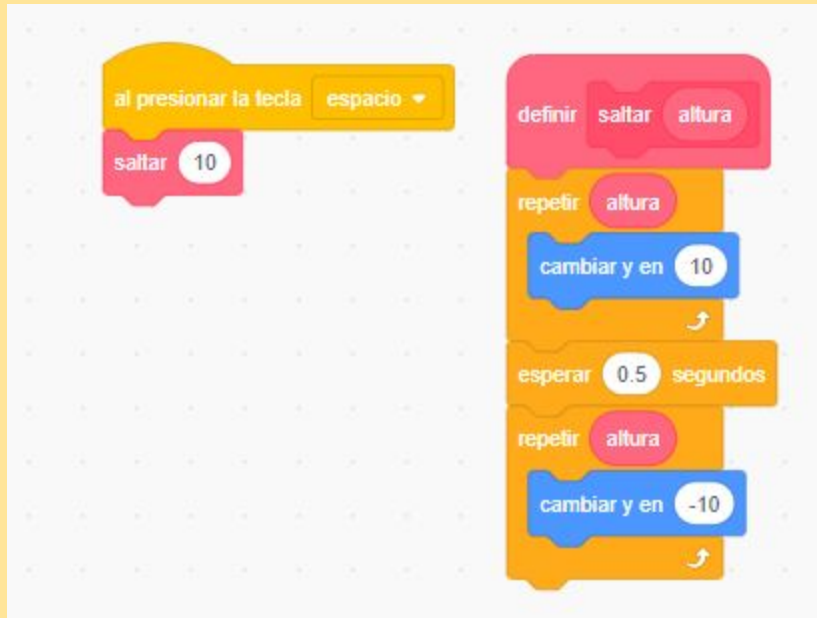 al presionar la tecla espacio
saltar 10
definir saltar altura
repetir altura
cambiar y en 10
esperar 0.5 segundos
repetir altura
cambiar y en -10